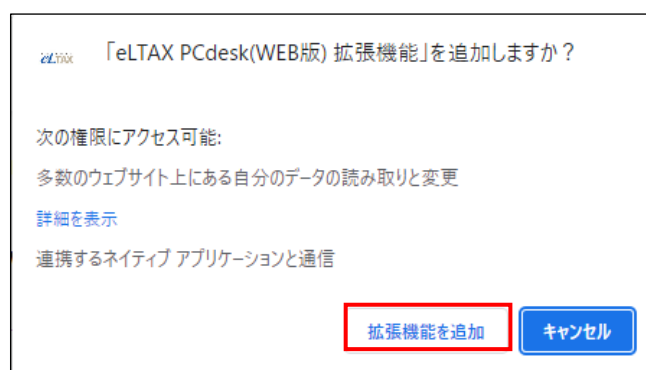 eLTAX 「eLTAX PCdesk(WEB版) 拡張機能」を追加しますか？
次の権限にアクセス可能:
多数のウェブサイト上にある自分のデータの読み取りと変更
詳細を表示
連携するネイティブ アプリケーションと通信
拡張機能を追加 キャンセル